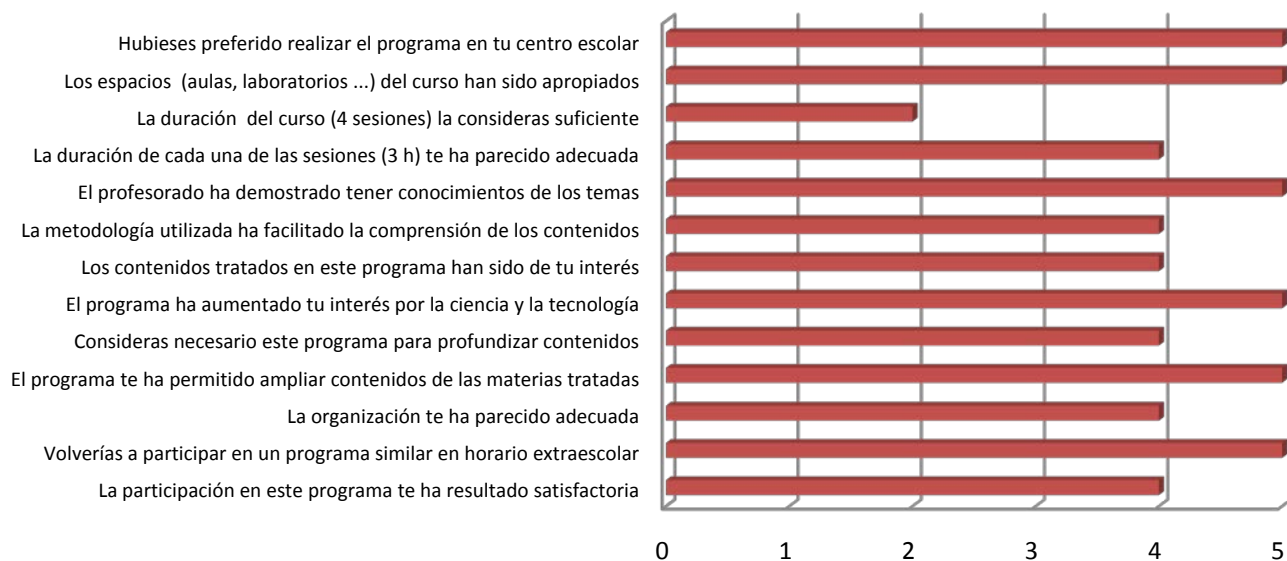 Hubieses preferido realizar el programa en tu centro escolar
Los espacios (aulas, laboratorios ...) del curso han sido apropiados
La duración del curso (4 sesiones) la consideras suficiente
La duración de cada una de las sesiones (3 h) te ha parecido adecuada
El profesorado ha demostrado tener conocimientos de los temas
La metodología utilizada ha facilitado la comprensión de los contenidos
Los contenidos tratados en este programa han sido de tu interés
El programa ha aumentado tu interés por la ciencia y la tecnología
Consideras necesario este programa para profundizar contenidos
El programa te ha permitido ampliar contenidos de las materias tratadas
La organización te ha parecido adecuada
Volverías a participar en un programa similar en horario extraescolar
La participación en este programa te ha resultado satisfactoria
0 1 2 3 4 5